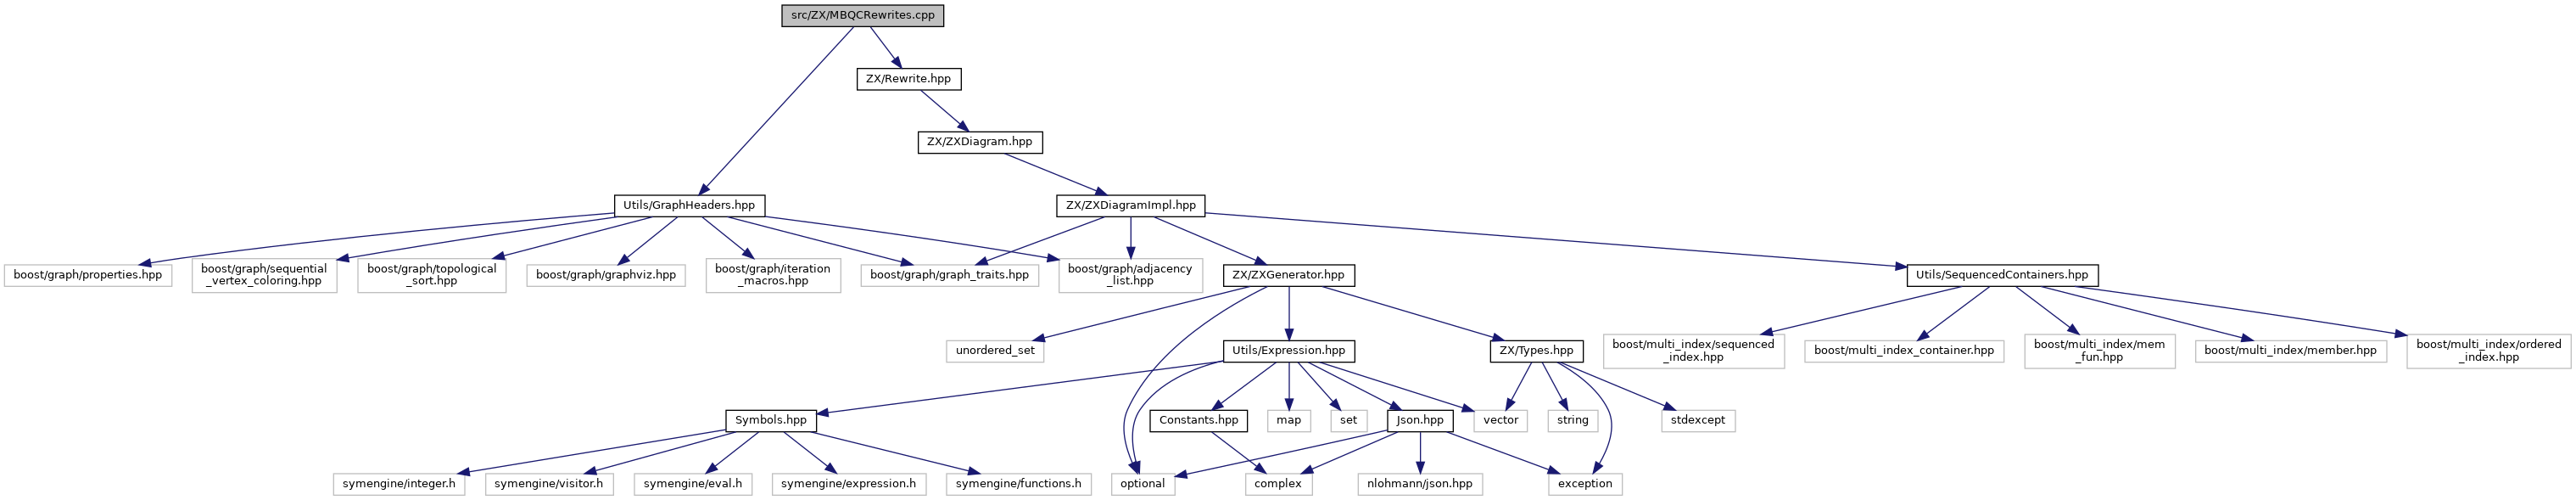 src/ZX/MBQCRewrites.cpp
ZX/Rewrite.hpp
ZX/ZXDiagram.hpp
Utils/GraphHeaders.hpp
ZX/ZXDiagramImpl.hpp
boost/graph/properties.hpp
boost/graph/sequential
_vertex_coloring.hpp
boost/graph/topological
_sort.hpp
boost/graph/graphviz.hpp
boost/graph/iteration
_macros.hpp
boost/graph/graph_traits.hpp
boost/graph/adjacency
_list.hpp
ZX/ZXGenerator.hpp
Utils/SequencedContainers.hpp
unordered_set
Utils/Expression.hpp
ZX/Types.hpp
boost/multi_index/sequenced
_index.hpp
boost/multi_index_container.hpp
boost/multi_index/mem
_fun.hpp
boost/multi_index/member.hpp
boost/multi_index/ordered
_index.hpp
Symbols.hpp
Constants.hpp
map
set
Json.hpp
vector
string
stdexcept
symengine/integer.h
symengine/visitor.h
symengine/eval.h
symengine/expression.h
symengine/functions.h
optional
complex
nlohmann/json.hpp
exception